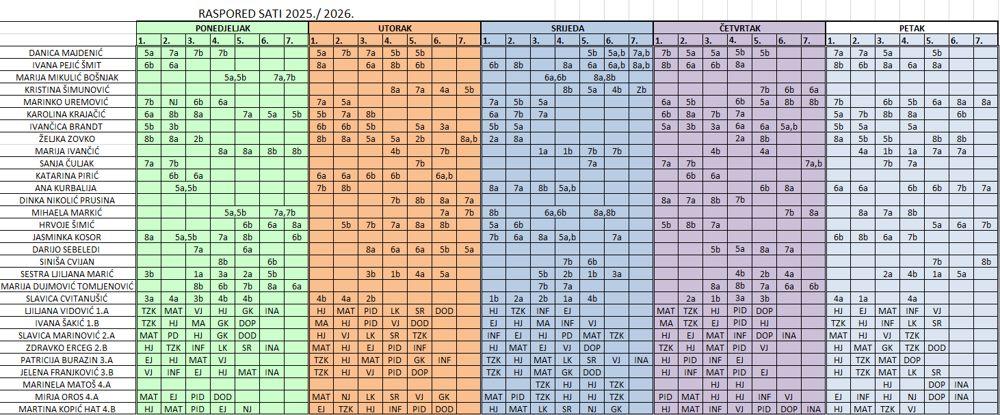 RASPORED SATI 2025./ 2026.
PONEDJELJAK UTORAK SRIJEDA ČETVRTAK PETAK
1. 2. 3. 4. 5. 6. 7. 1. 2. 3. 4. 5. 6. 7. 1. 2. 3. 4. 5. 6. 7. 1. 2. 3. 4. 5. 6. 7. 1. 2. 3. 4. 5. 6. 7.
DANICA MAJDENIĆ 5a 7a 7b 7b 5a 7b 7a 5b 5b 5b 5a,b 7a,b 7b 5a 5a 5b 5b 7a 7a 5a 5b
IVANA PEJIĆ ŠMIT 6b 6a 8a 6a 8b 6b 6b 8b 8a 6a 6a,b 8a,b 8b 6a 6b 8a 8b 6b 8a 6a 8a
MARIJA MIKULIĆ BOŠNJAK 5a,5b 7a,7b 6a,6b 8a,8b
KRISTINA ŠIMUNOVIĆ 8a 7a 4a 5b 8b 5a 4b Zb 7b 6b 6a
MARINKO UREMOVIĆ 7b NJ 6b 6a 7a 5a 7a 5b 5a 6a 5b 6b 5a 8b 8b 7b 6b 5b 6a 8a 8a
KAROLINA KRAJAČIĆ 6a 8b 8a 7a 5a 5b 5b 7a 8b 6a 7b 7a 6b 8a 7b 7a 5a 7b 8b 8a 6b
IVANČICA BRANDT 5b 3b 6b 6b 5b 5a 3a 5b 5a 5a 3b 3a 6a 6a 5a,b 5b 5a 5a
ŽELJKA ZOVKO 8b 8a 2b 8b 8a 5a 5a 2b 8a,b 2a 8a 2a 8b 8a 5b 5b 8b 8b
MARIJA IVANČIĆ 8a 8a 8b 8b 4b 7b 1a 1b 7b 7b 4b 4a 4a 1b 1a 7a 7a
SANJA ČULJAK 7a 7b 7b 7a 7a 7b 7a,b 7b 7a
KATARINA PIRIĆ 6b 6a 6a 6a 6b 6b 6a,b 6b 6a
ANA KURBALIJA 5a,5b 7b 8b 8a 7a 8b 5a,b 6b 8a 6a 6a 6b 6b 7b 7a
DINKA NIKOLIĆ PRUSINA 7b 8b 8a 7a 8a 7a 8b 7b
MIHAELA MARKIĆ 5a,5b 7a,7b 7a 7b 8b 6a,6b 8a,8b 7b 8a 8a 7a 8b
HRVOJE ŠIMIĆ 6b 6a 8a 5b 7b 7a 8a 8b 5a 6b 5b 8b 7a 5a 6a 7b
JASMINKA KOSOR 8a 5a,5b 7a 8b 6b 7b 6a 8a 5a,b 7a 6b 8b 6a 7b
DARIJO SEBELEDI 7a 6a 8a 6a 6a 5b 5a 5b 5a 8a 7a
SINIŠA CVIJAN 8b 6b 7b 6b 7b 8b
SESTRA LJILJANA MARIĆ 3b 1a 3a 2a 5b 3b 1b 4a 5a 5b 2b 1b 3a 4b 2b 4a 2a 4b 1a 5a
MARIJA DUJMOVIĆ TOMLJENOVIĆ 8b 6b 7b 8a 6a 7b 7a 8a 8b 7a 6a 6b
SLAVICA CVITANUŠIĆ 3a 4a 3b 4b 4b 4b 4a 2b 1b 2a 2b 1a 4b 2a 1b 3a 3b 4a 1a 4a
LJILJANA VIDOVIĆ 1.A TZK MAT VJ HJ GK INA HJ MAT PID LK SR DOD HJ TZK INF EJ MAT TZK HJ PID DOP HJ EJ MAT INF VJ
IVANA ŠAKIĆ 1.B TZK HJ MA GK DOP MA HJ PID VJ DOD EJ HJ MA INF VJ MA TZK EJ PID HJ TZK HJ INF LK SR
SLAVICA MARINOVIĆ 2.A MAT PD HJ GK DOD HJ VJ LK SR TZK INF EJ HJ PD MAT TZK HJ EJ MAT INF DOP INA MAT HJ VJ TZK
ZDRAVKO ERCEG 2.B HJ TZK INF LK SR INA MAT HJ EJ PID INF HJ MAT EJ VJ DOP TZK HJ MAT PID VJ HJ MAT GK TZK DOD
PATRICIJA BURAZIN 3.A EJ HJ MAT VJ TZK HJ MAT PID GK INF TZK HJ MAT LK SR VJ INA HJ PID INF EJ HJ TZK MAT DOP
JELENA FRANJKOVIĆ 3.B VJ INF EJ HJ MAT INA TZK HJ VJ PID DOP TZK HJ MAT GK DOD HJ INF MAT PID EJ HJ TZK MAT LK SR
MARINELA MATOŠ 4.A TZK HJ HJ TZK HJ HJ HJ DOP INA
MIRJA OROS 4.A MAT EJ PID DOD MAT NJ LK SR VJ GK MAT PID TZK HJ HJ TZK PID MAT HJ HJ INF VJ EJ INF HJ NJ DOP INA
MARTINA KOPIĆ HAT 4.B HJ MAT PID EJ NJ EJ TZK HJ INF PID DOD HJ MAT LK SR NJ GK HJ MAT INF VJ PID DOP INA HJ MAT HJ TZK VJ